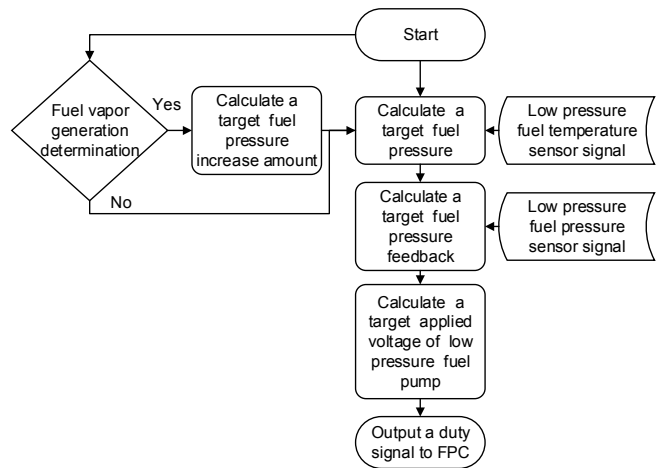 Start
Fuel vapor
generation
determination
Yes
No
Calculate a
target fuel
pressure
increase amount
Calculate a
target fuel
pressure
Low pressure
fuel temperature
sensor signal
Calculate a
target fuel
pressure
feedback
Low pressure
fuel pressure
sensor signal
Calculate a
target applied
voltage of low
pressure fuel
pump
Output a duty
signal to FPC